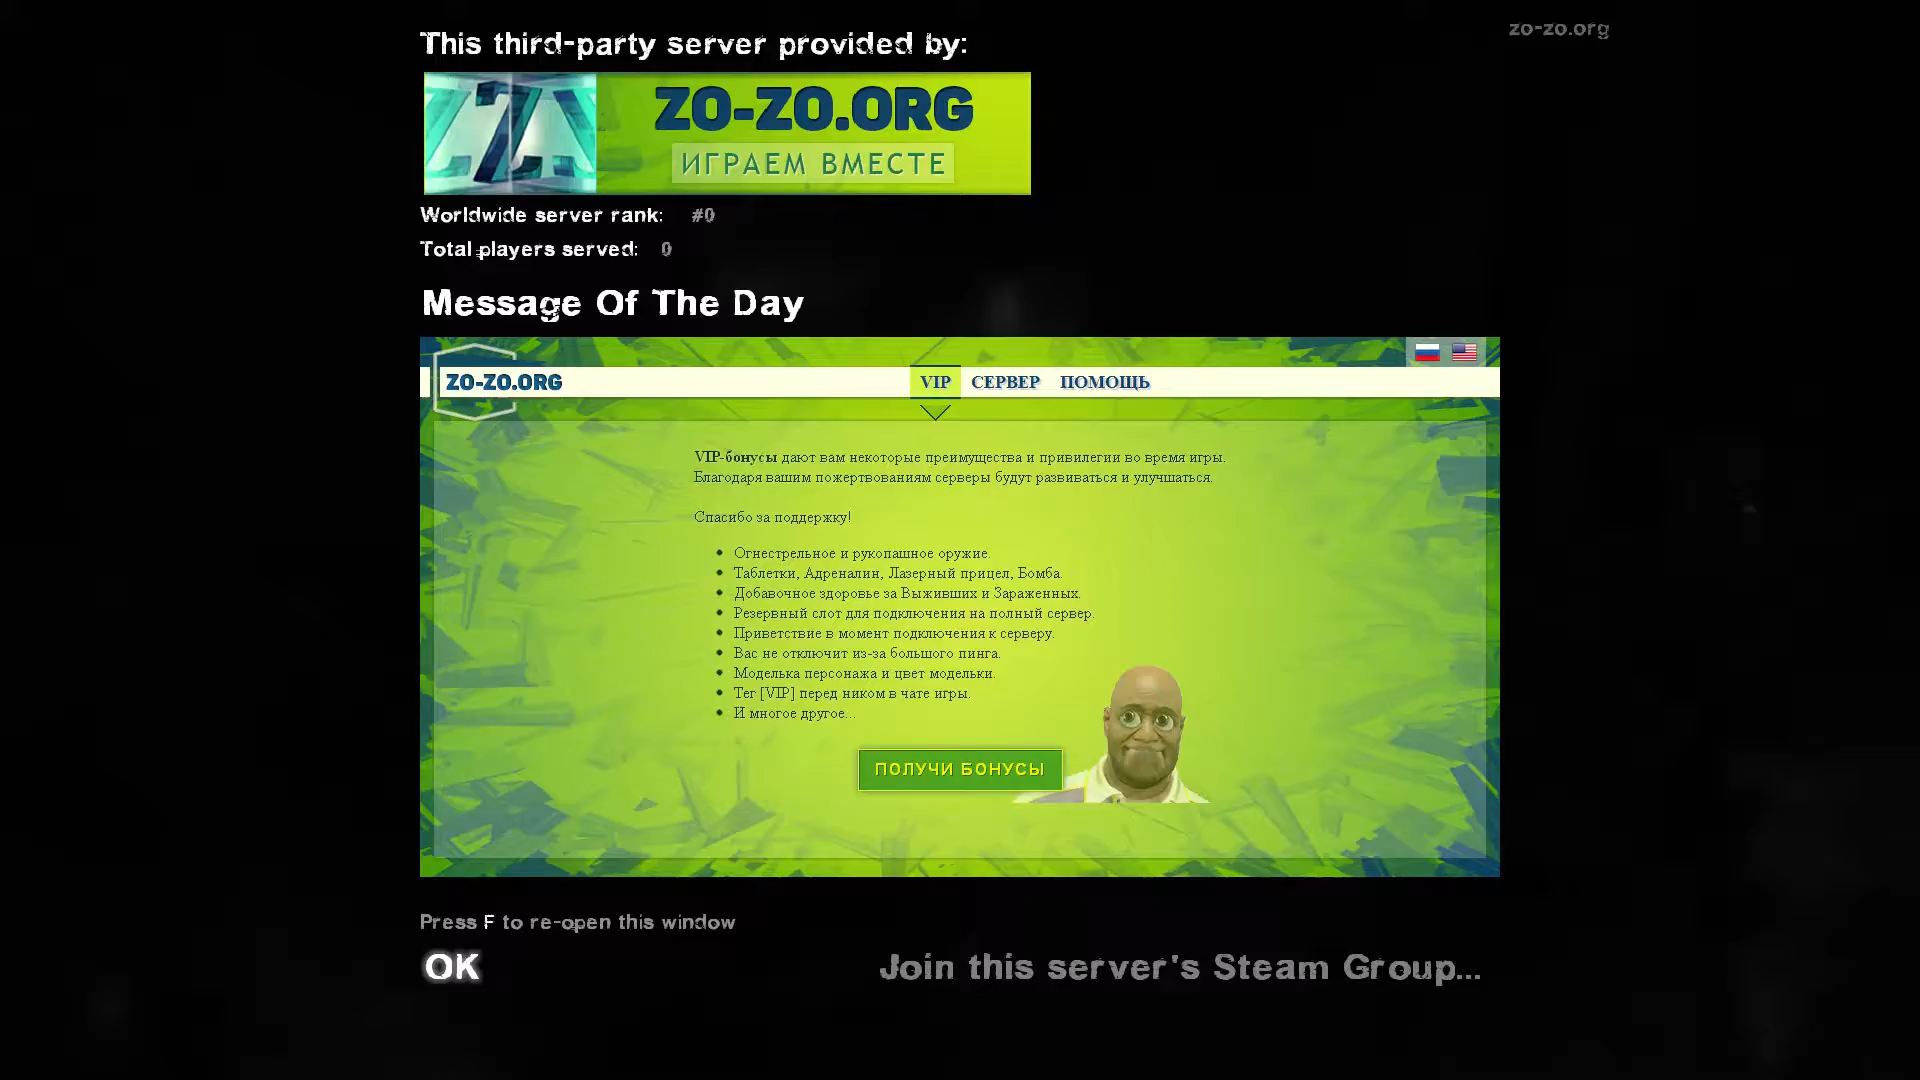 zo-zo.org
This third-party server provided by:
ZO-ZO.ORG
ИГРАЕМ ВМЕСТЕ
Worldwide server rank: #0
Total players served: 0
Message Of The Day
ZO-ZO.ORG
VIP СЕРВЕР ПОМОЩЬ
VIP-бонусы дают вам некоторые преимущества и привилегии во время игры.
Благодаря вашим пожертвованиям серверы будут развиваться и улучшаться.
Спасибо за поддержку!
Огнестрельное и рукопашное оружие.
Таблетки, Адреналин, Лазерный прицел, Бомба.
Добавочное здоровье за Выживших и Зараженных.
Резервный слот для подключения на полный сервер.
Приветствие в момент подключения к серверу.
Вас не отключит из-за большого пинга.
Моделька персонажа и цвет модельки.
Тег [VIP] перед ником в чате игры.
И многое другое...
ПОЛУЧИ БОНУСЫ
Press F to re-open this window
OK
Join this server's Steam Group...